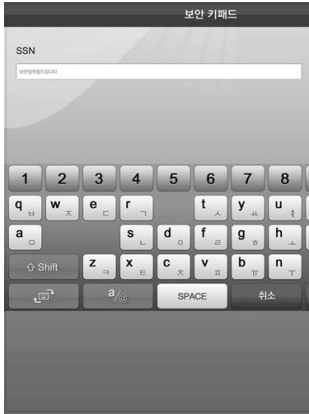 보안 키패드
SSN
보안입력필드입니다
1 2 3 4 5 6 7 8
q ㅂ w ㅈ e ㄷ r ㄱ t ㅅ y ㅛ u ㅕ
a ㅁ s ㄴ d ㅇ f ㄹ g ㅎ h ㅗ
Shift z ㅋ x ㅌ c ㅊ v ㅍ b ㅠ n ㅜ
a/@ SPACE 취소